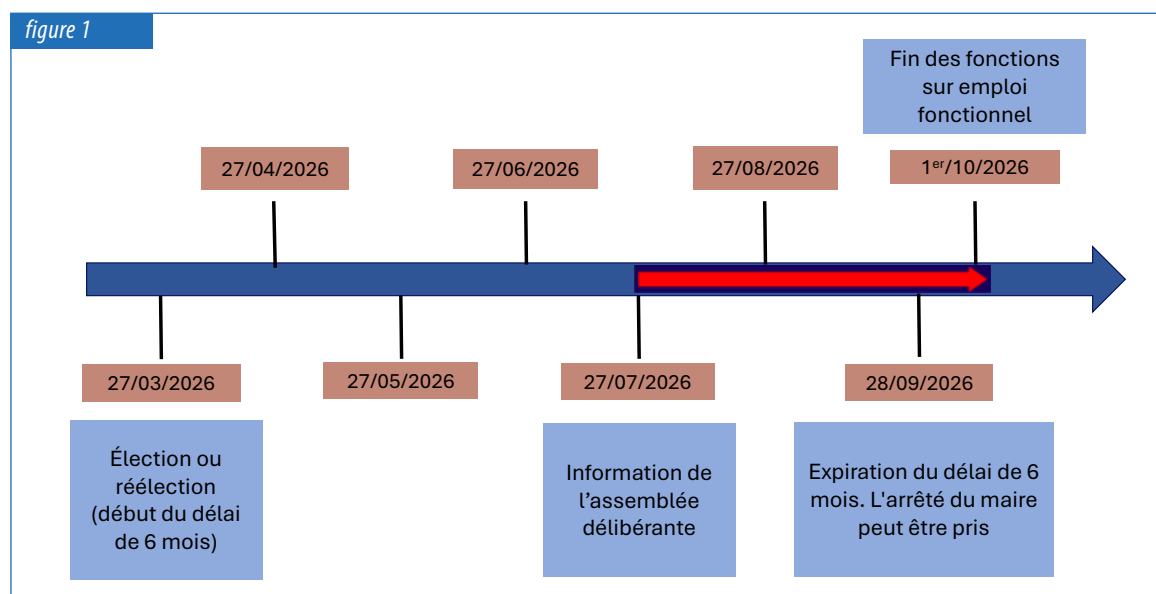 figure 1
Fin des fonctions
sur emploi
fonctionnel
27/04/2026
27/06/2026
27/08/2026
1er/10/2026
27/03/2026
27/05/2026
27/07/2026
28/09/2026
Élection ou
réélection
(début du délai
de 6 mois)
Information de
l’assemblée
délibérante
Expiration du délai de 6
mois. L'arrêté du maire
peut être pris